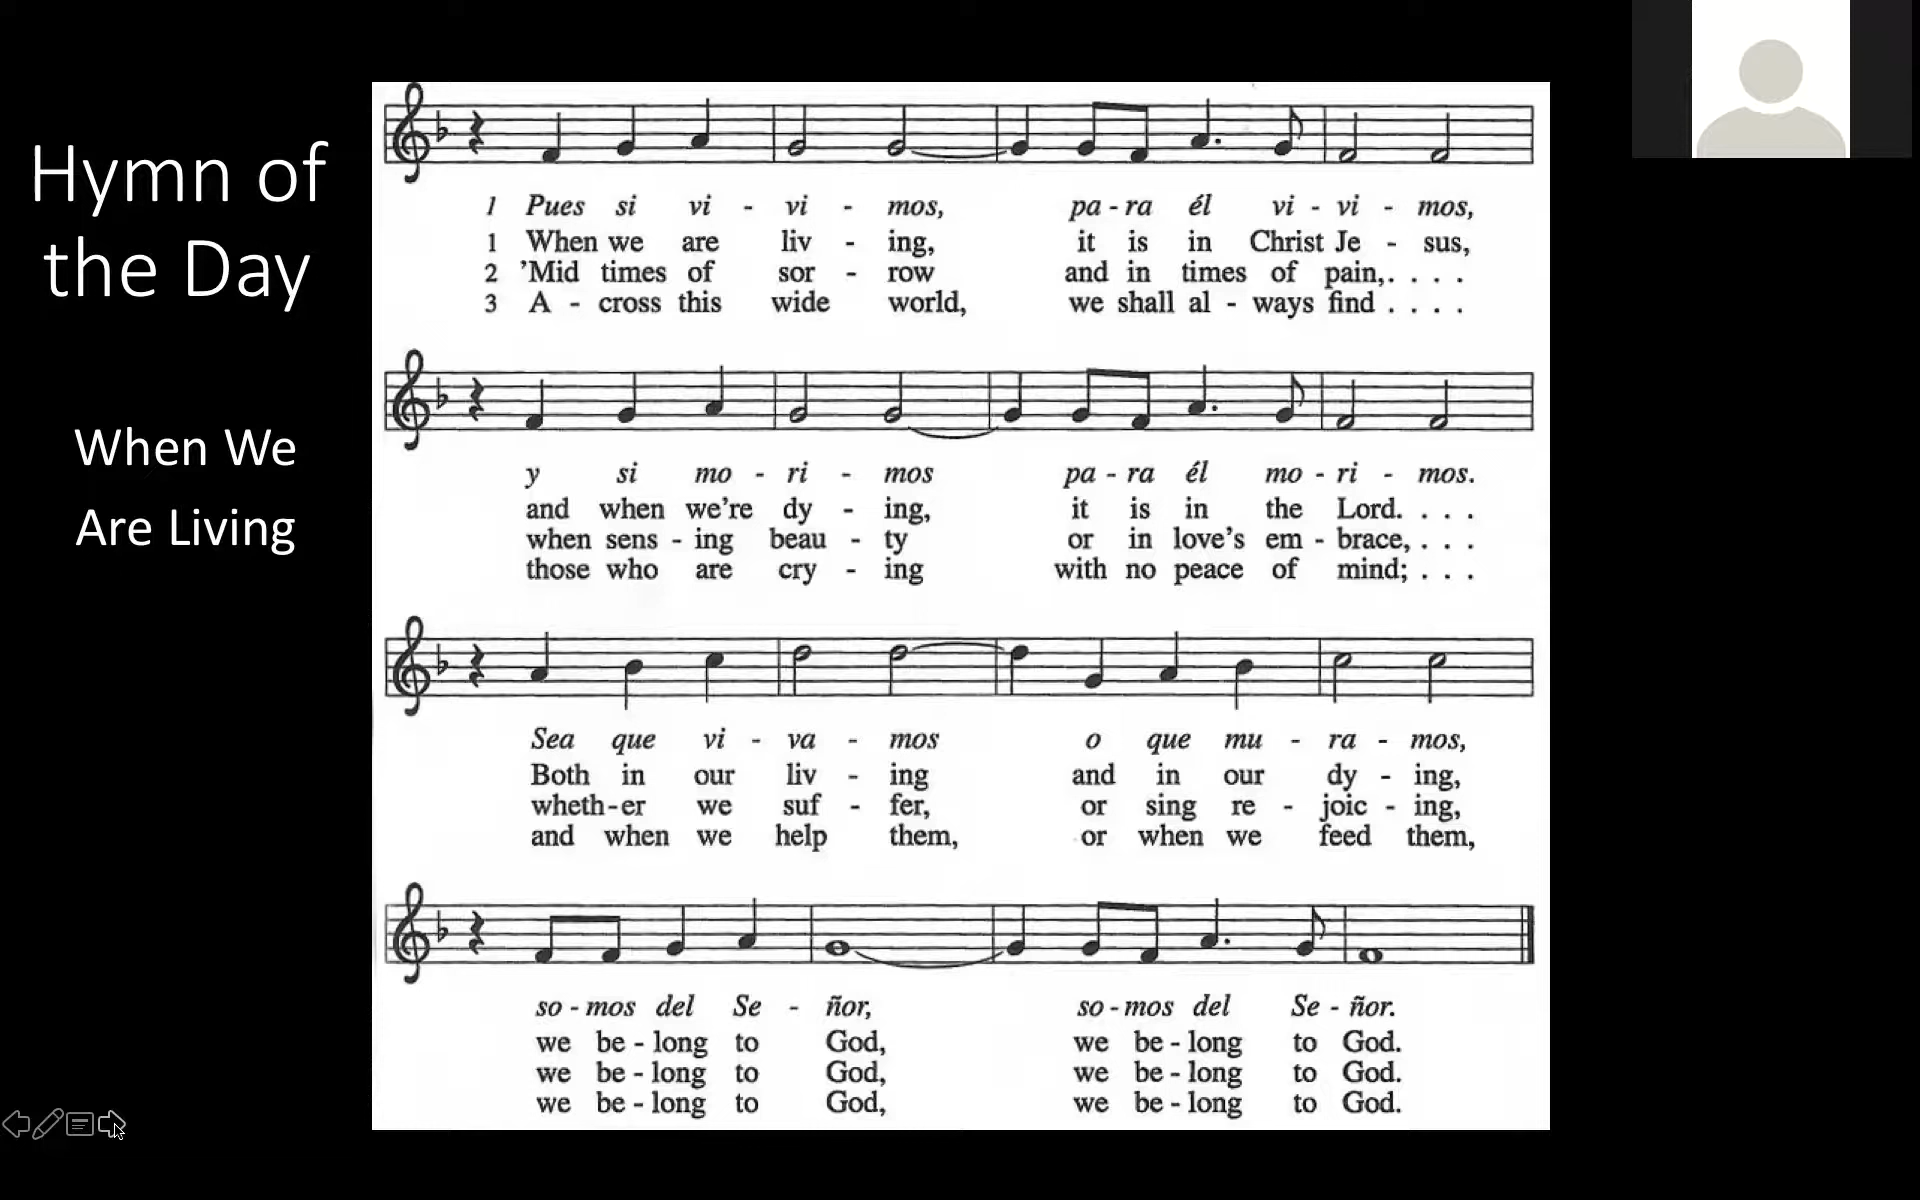 Hymn of
the Day
When We
Are Living
1 Pues si vi - vi - mos, pa - ra él vi - vi - mos,
1 When we are liv - ing, it is in Christ Je - sus,
2 ’Mid times of sor - row and in times of pain,. . . .
3 A - cross this wide world, we shall al - ways find . . . .
y si mo - ri - mos pa - ra él mo - ri - mos.
and when we’re dy - ing, it is in the Lord. . . .
when sens - ing beau - ty or in love’s em - brace, . . .
those who are cry - ing with no peace of mind; . . .
Sea que vi - va - mos o que mu - ra - mos,
Both in our liv - ing and in our dy - ing,
wheth - er we suf - fer, or sing re - joic - ing,
and when we help them, or when we feed them,
so - mos del Se - ñor, so - mos del Se - ñor.
we be - long to God, we be - long to God.
we be - long to God, we be - long to God.
we be - long to God, we be - long to God.